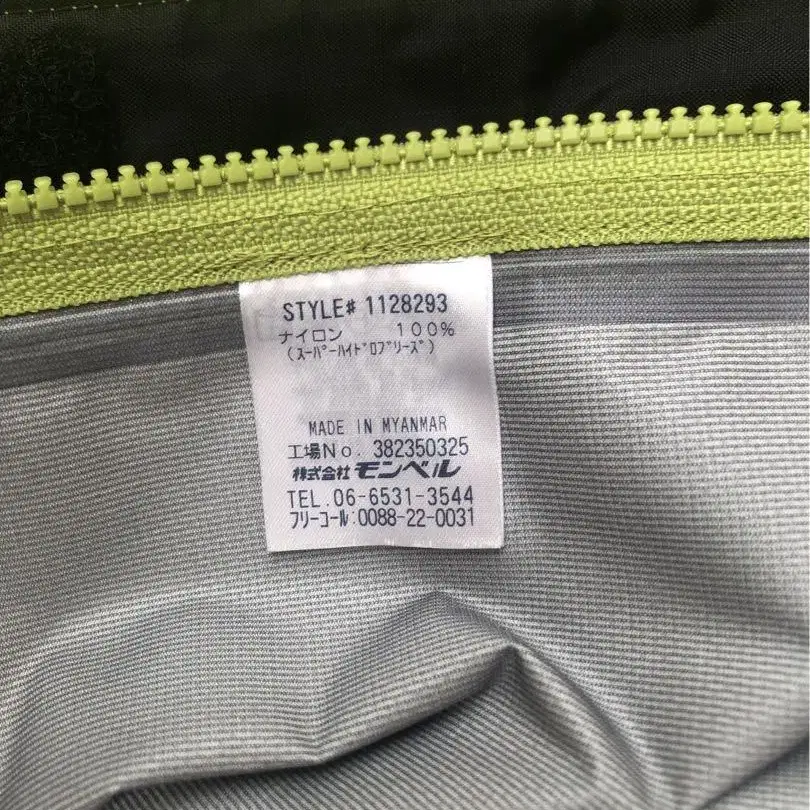 STYLE# 1128293
ナイロン 100%
(スーパーハイドロブリーズ)
MADE IN MYANMAR
工場No. 382350325
株式会社 モンベル
TEL.06-6531-3544
フリーコール:0088-22-0031